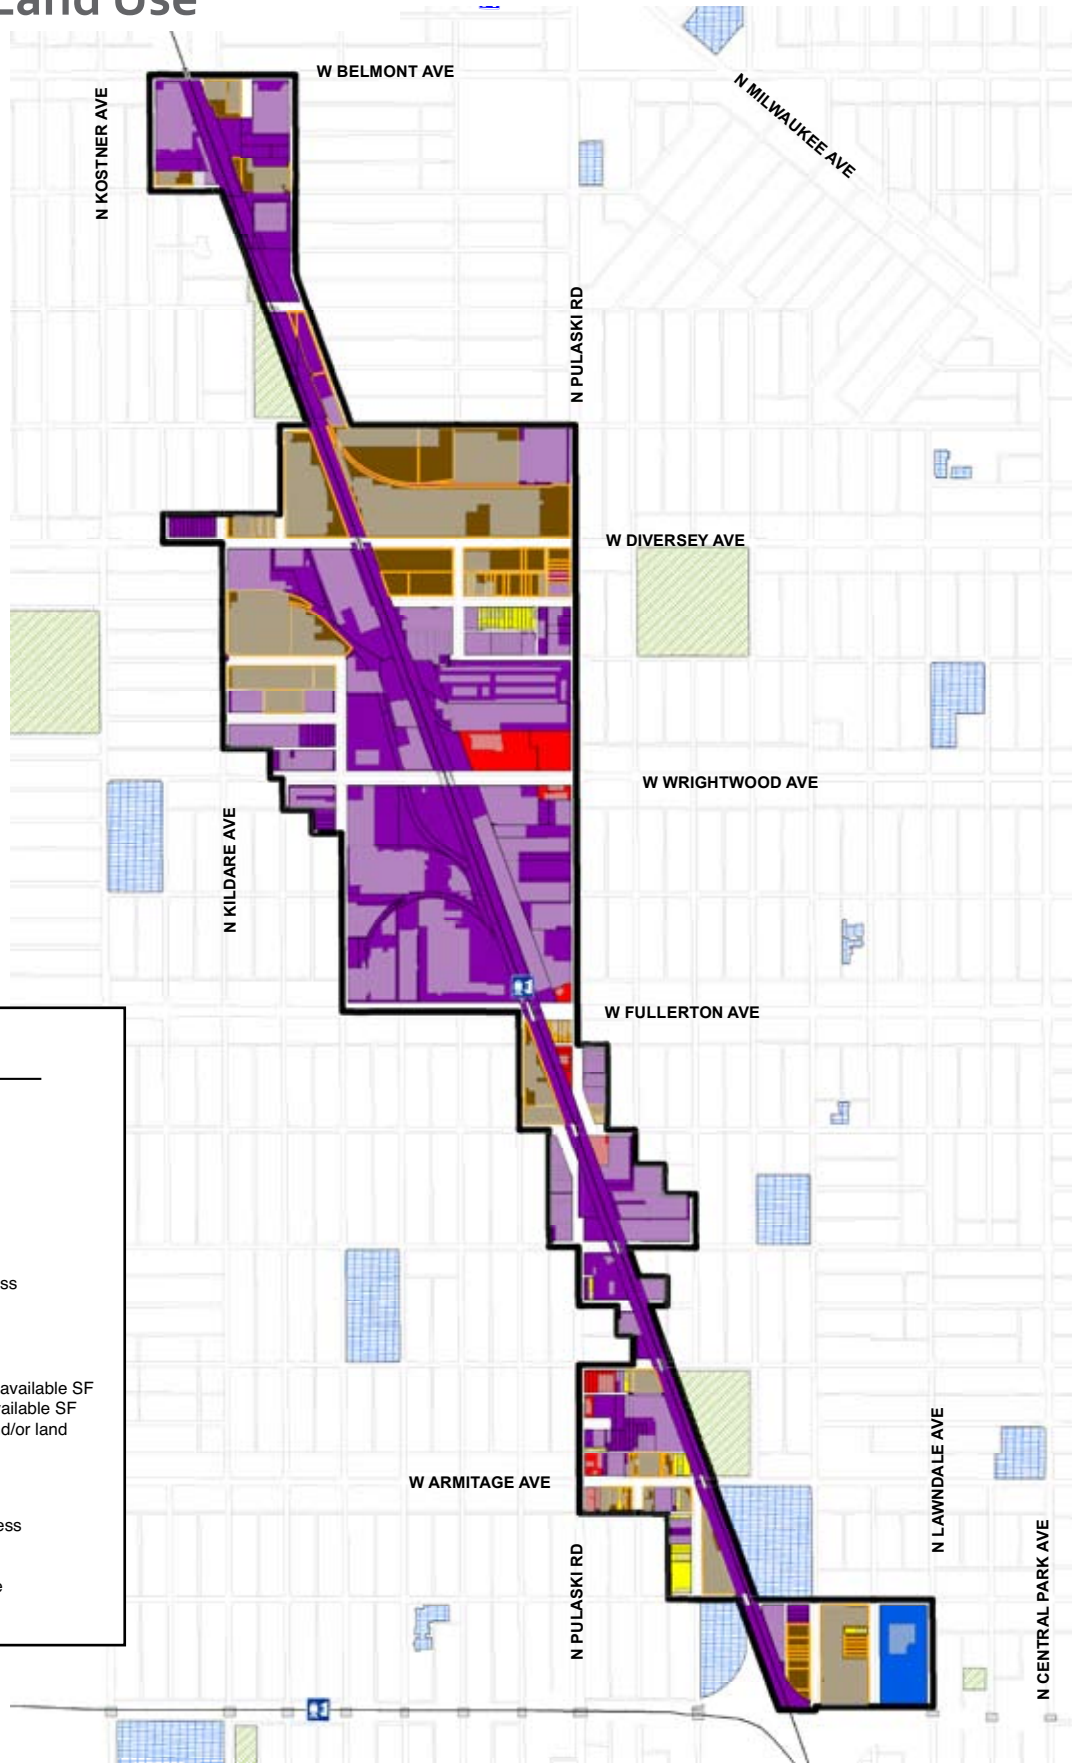 Land Use
W BELMONT AVE
N MILWAUKEE AVE
N KOSTNER AVE
N PULASKI RD
W DIVERSEY AVE
W WRIGHTWOOD AVE
N KILDARE AVE
W FULLERTON AVE
ss
available SF
ailable SF
d/or land
W ARMITAGE AVE
N LAWNDALE AVE
ess
N CENTRAL PARK AVE
N PULASKI RD
e